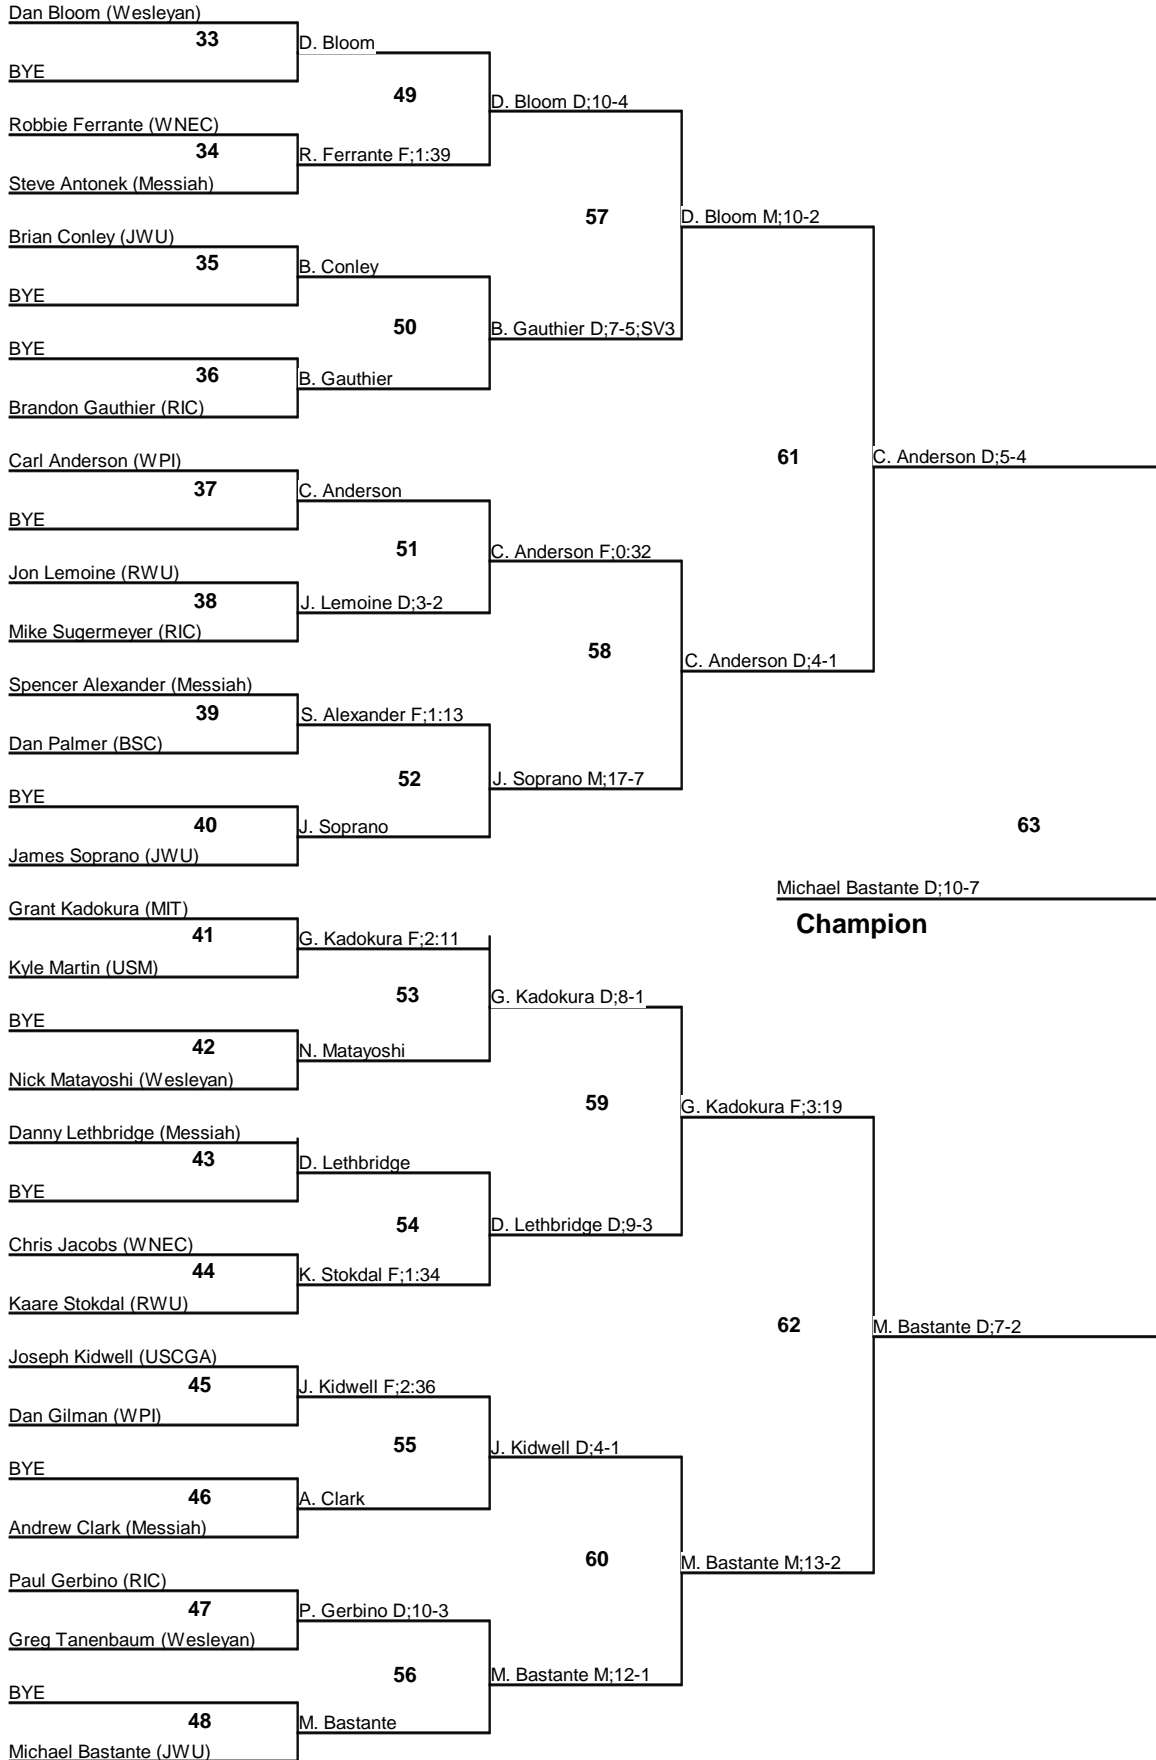 Dan Bloom (Wesleyan)
33
D. Bloom
BYE
49
D. Bloom D;10-4
Robbie Ferrante (WNEC)
34
R. Ferrante F;1:39
Steve Antonek (Messiah)
57
D. Bloom M;10-2
Brian Conley (JWU)
35
B. Conley
BYE
50
B. Gauthier D;7-5;SV3
BYE
36
B. Gauthier
Brandon Gauthier (RIC)
61
C. Anderson D;5-4
Carl Anderson (WPI)
37
C. Anderson
BYE
51
C. Anderson F;0:32
Jon Lemoine (RWU)
38
J. Lemoine D;3-2
Mike Sugermeyer (RIC)
58
C. Anderson D;4-1
Spencer Alexander (Messiah)
39
S. Alexander F;1:13
Dan Palmer (BSC)
52
J. Soprano M;17-7
BYE
40
J. Soprano
James Soprano (JWU)
63
Michael Bastante D;10-7
Champion
Grant Kadokura (MIT)
41
G. Kadokura F;2:11
Kyle Martin (USM)
53
G. Kadokura D;8-1
BYE
42
N. Matayoshi
Nick Matayoshi (Wesleyan)
59
G. Kadokura F;3:19
Danny Lethbridge (Messiah)
43
D. Lethbridge
BYE
54
D. Lethbridge D;9-3
Chris Jacobs (WNEC)
44
K. Stokdal F;1:34
Kaare Stokdal (RWU)
62
M. Bastante D;7-2
Joseph Kidwell (USCGA)
45
J. Kidwell F;2:36
Dan Gilman (WPI)
55
J. Kidwell D;4-1
BYE
46
A. Clark
Andrew Clark (Messiah)
60
M. Bastante M;13-2
Paul Gerbino (RIC)
47
P. Gerbino D;10-3
Greg Tanenbaum (Wesleyan)
56
M. Bastante M;12-1
BYE
48
M. Bastante
Michael Bastante (JWU)